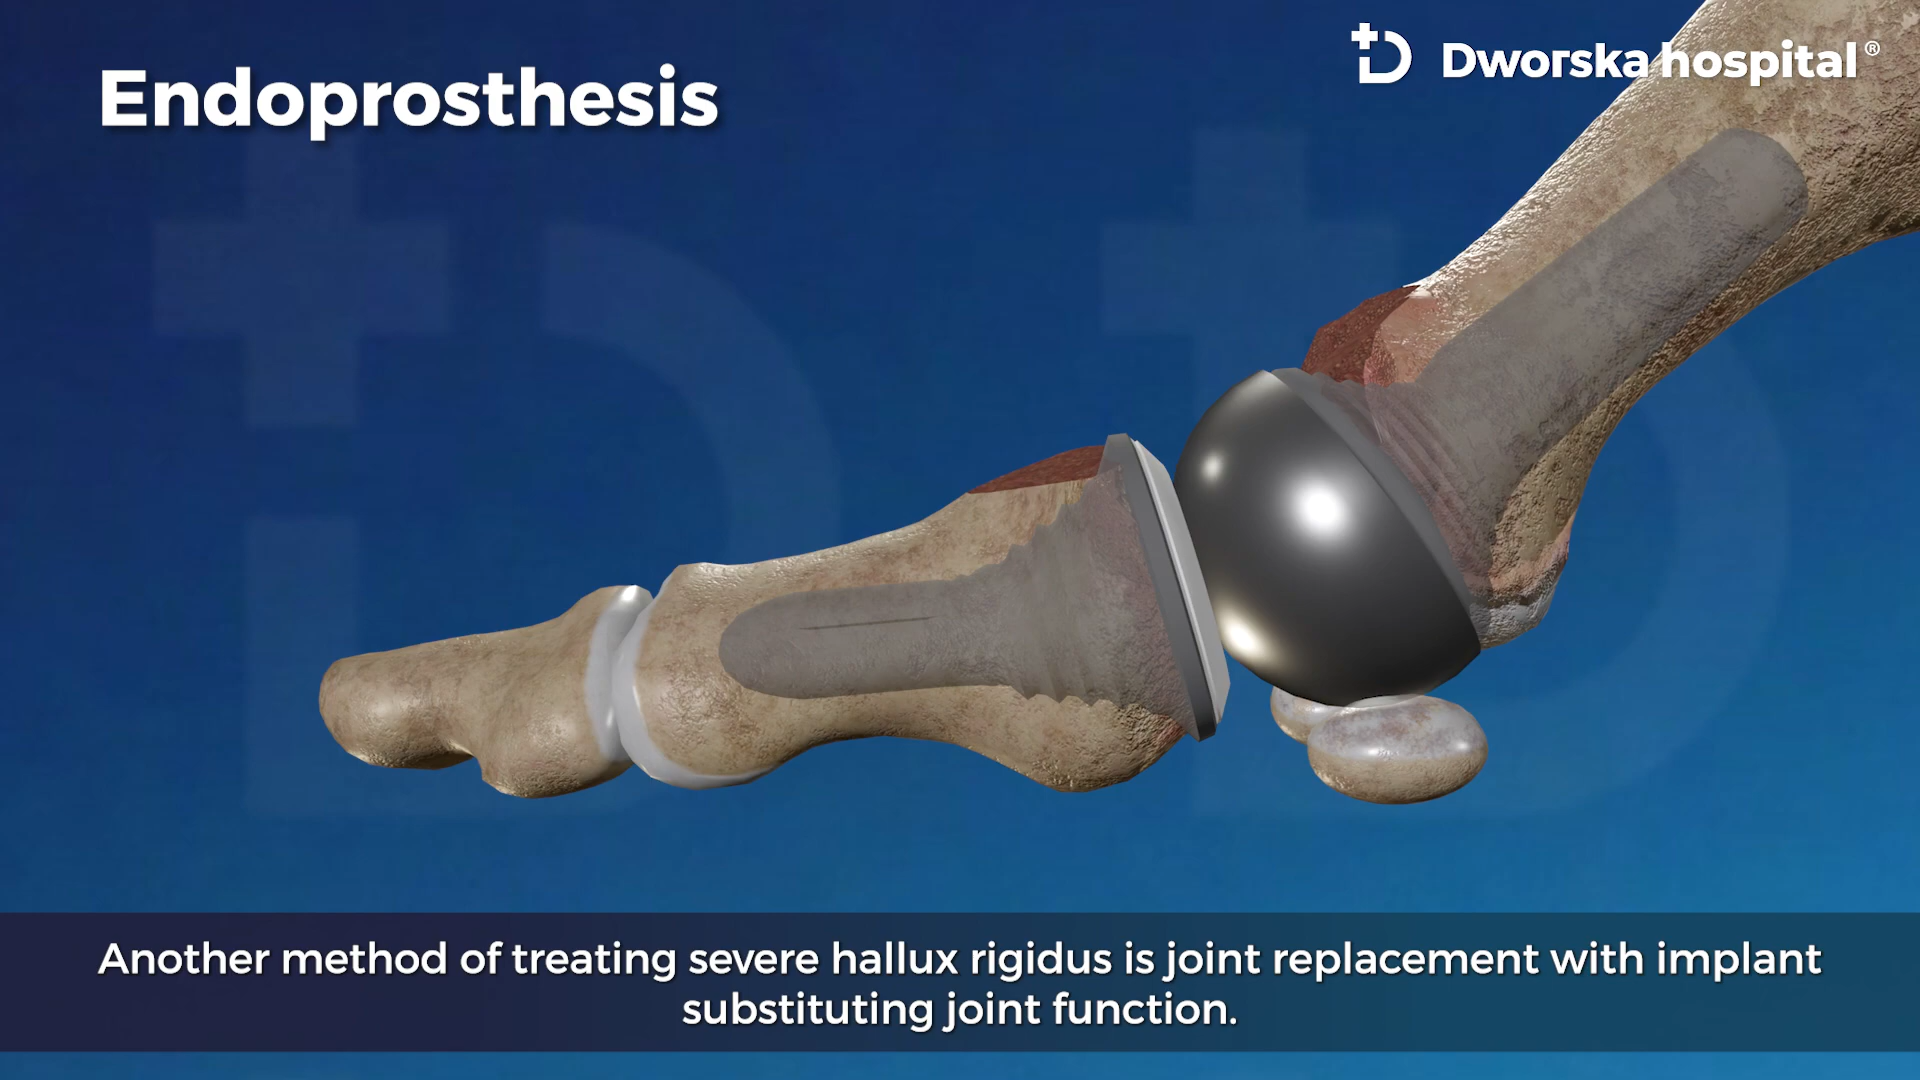 Endoprosthesis
Dworska hospital®
Another method of treating severe hallux rigidus is joint replacement with implant
substituting joint function.